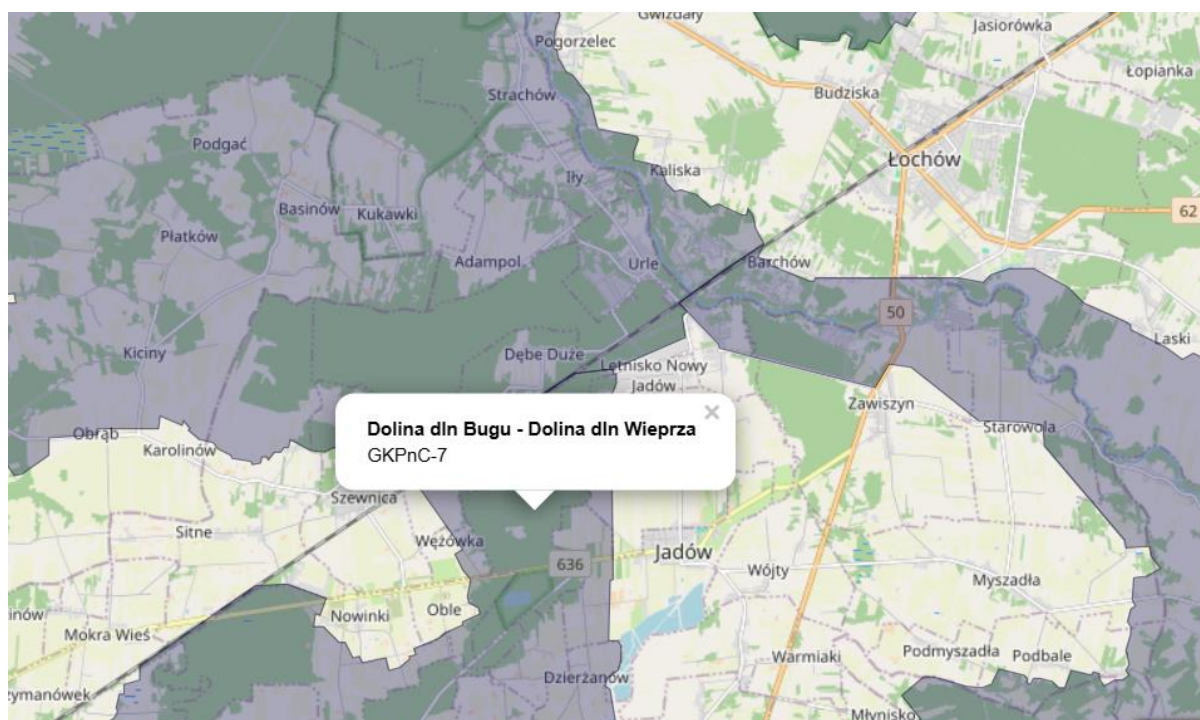 Gwizdały
Jasiorówka
Pogorzelec
Łopianka
Budziska
Strachów
Podgać
Łochów
Kaliska
Iły
Basinów
Kukawki
62
Płatków
Adampol
Urle
Barchów
50
Laski
Kiciny
Dębe Duże
Letnisko Nowy
Jadów
Zawiszyn
Dolina dln Bugu - Dolina dln Wieprza
×
GKPnC-7
Starowola
Obrąb
Karolinów
Szewnica
Sitne
Wężówka
Jadów
636
Wójty
Myszadła
inów
Nowinki
Oble
Mokra Wieś
Warmiaki
Podmyszadła
Podbale
Dzierżanów
zymanówek
Młynisko